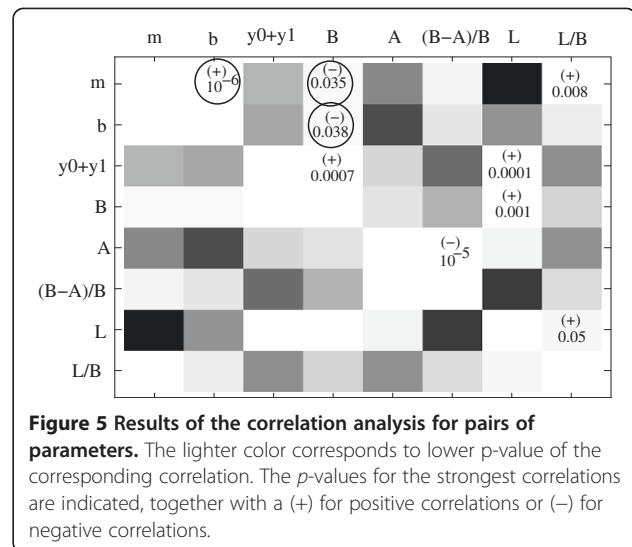 m b y0+y1 B A (B−A)/B L L/B
m (+) 10−6 (−) 0.035 (+) 0.008
b (−) 0.038
y0+y1 (+) 0.0007 (+) 0.0001
B (+) 0.001
A (−) 10−5
(B−A)/B
L (+) 0.05
L/B
Figure 5 Results of the correlation analysis for pairs of
parameters. The lighter color corresponds to lower p-value of the
corresponding correlation. The p-values for the strongest correlations
are indicated, together with a (+) for positive correlations or (−) for
negative correlations.